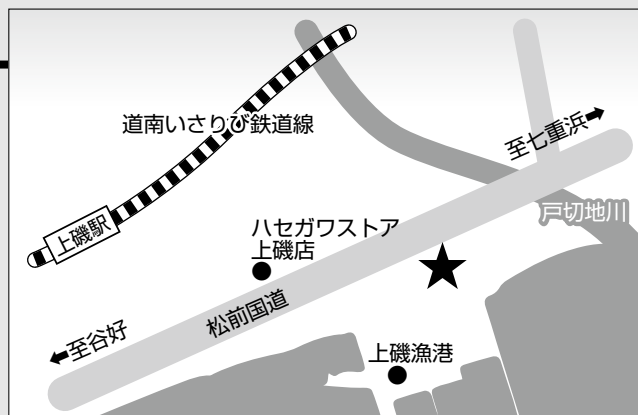 道南いさりび鉄道線
至七重浜
戸切地川
上磯駅
ハセガワストア
上磯店
松前国道
至谷好
上磯漁港